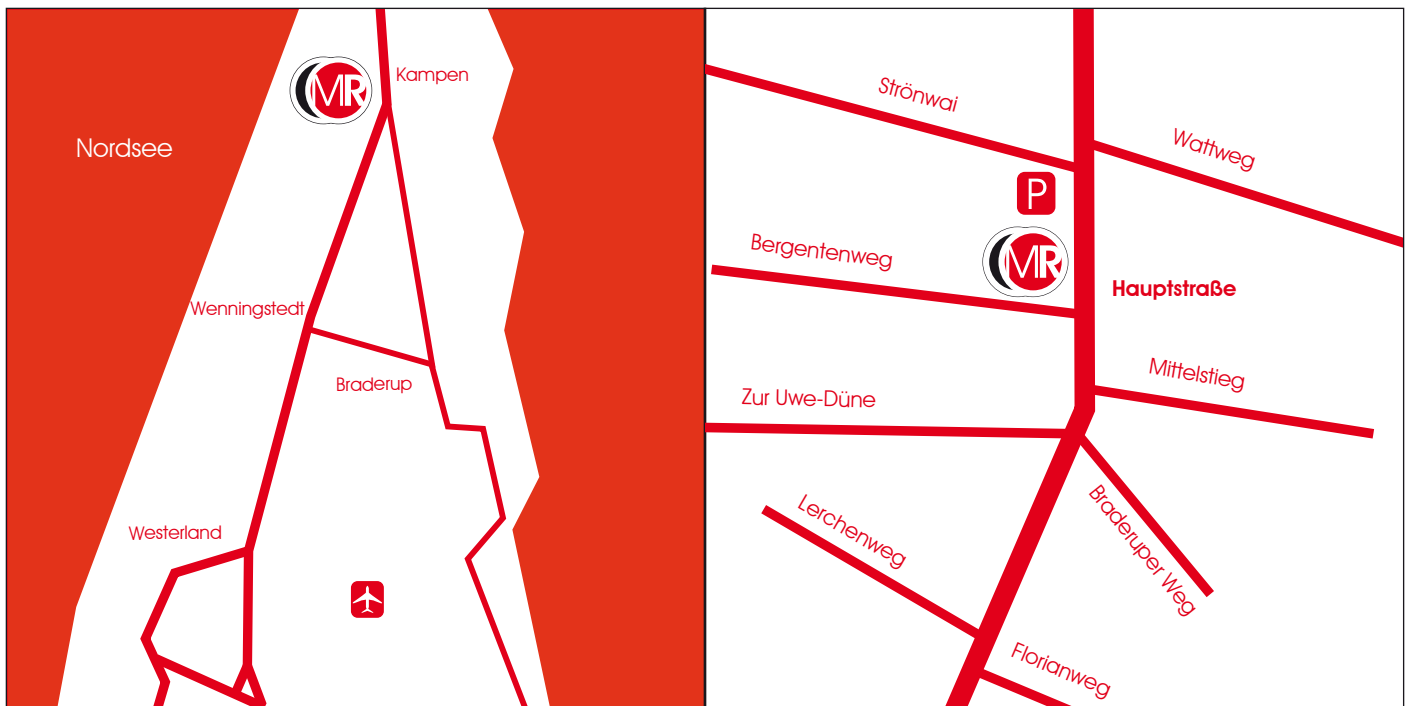 MR
Kampen
Nordsee
Wenningstedt
Braderup
Westerland
Strönwai
Wattweg
P
MR
Bergentenweg
Hauptstraße
Mittelstieg
Zur Uwe-Düne
Braderuper Weg
Lerchenweg
Florianweg